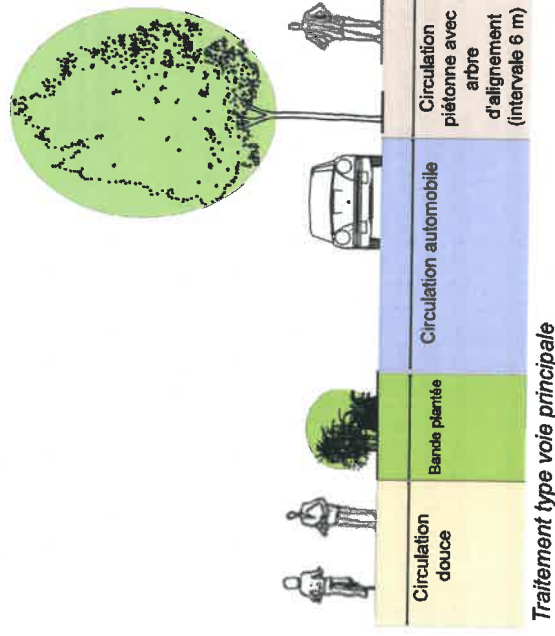 Circulation
douce
Bande plantée
Circulation automobile
Circulation
piétonne avec
arbre
d'alignement
(intervale 6 m)
Traitement type voie principale